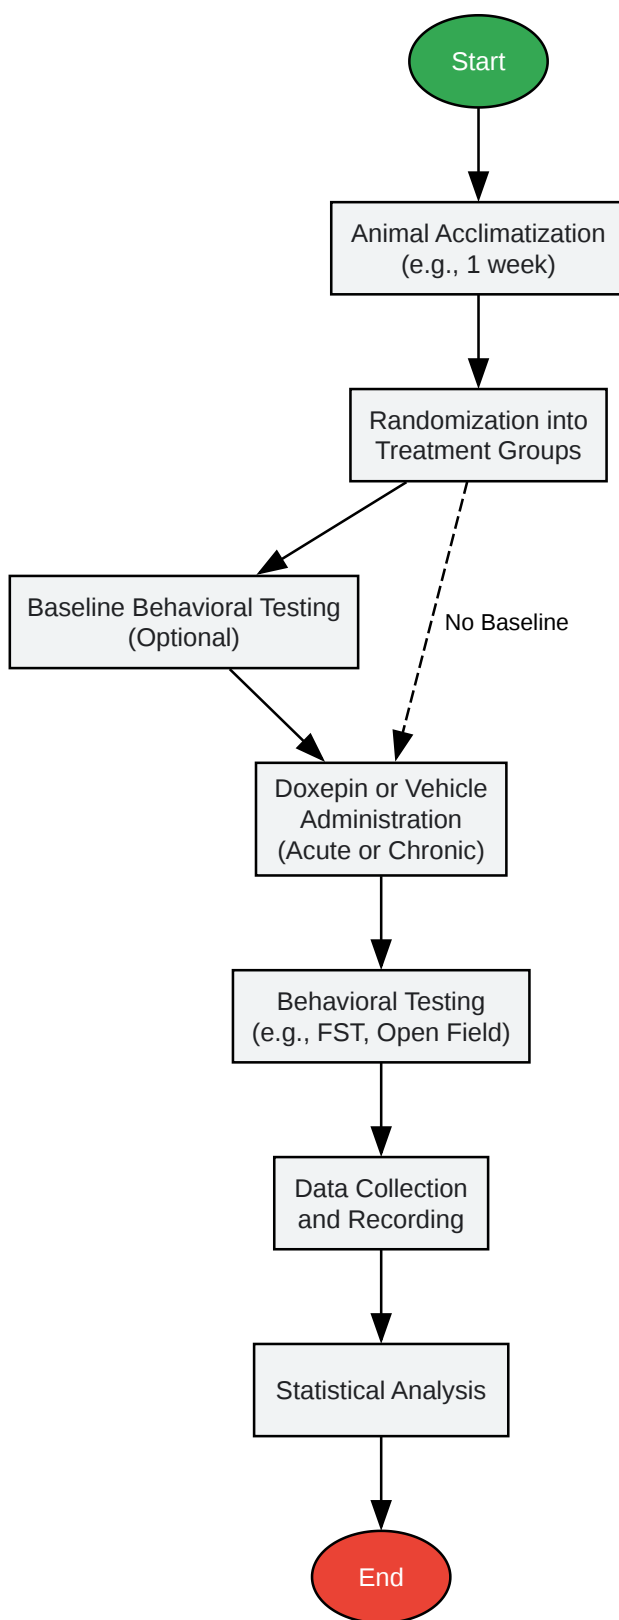 Start
Animal Acclimatization
(e.g., 1 week)
Randomization into
Treatment Groups
Baseline Behavioral Testing
(Optional)
No Baseline
Doxepin or Vehicle
Administration
(Acute or Chronic)
Behavioral Testing
(e.g., FST, Open Field)
Data Collection
and Recording
Statistical Analysis
End